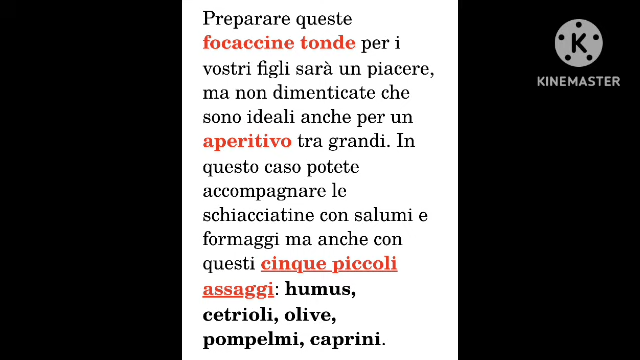 Preparare queste
focaccine tonde per i
vostri figli sarà un piacere,
ma non dimenticate che
sono ideali anche per un
aperitivo tra grandi. In
questo caso potete
accompagnare le
schiacciatine con salumi e
formaggi ma anche con
questi cinque piccoli
assaggi: humus,
cetrioli, olive,
pompelmi, caprini.
K
KINEMASTER